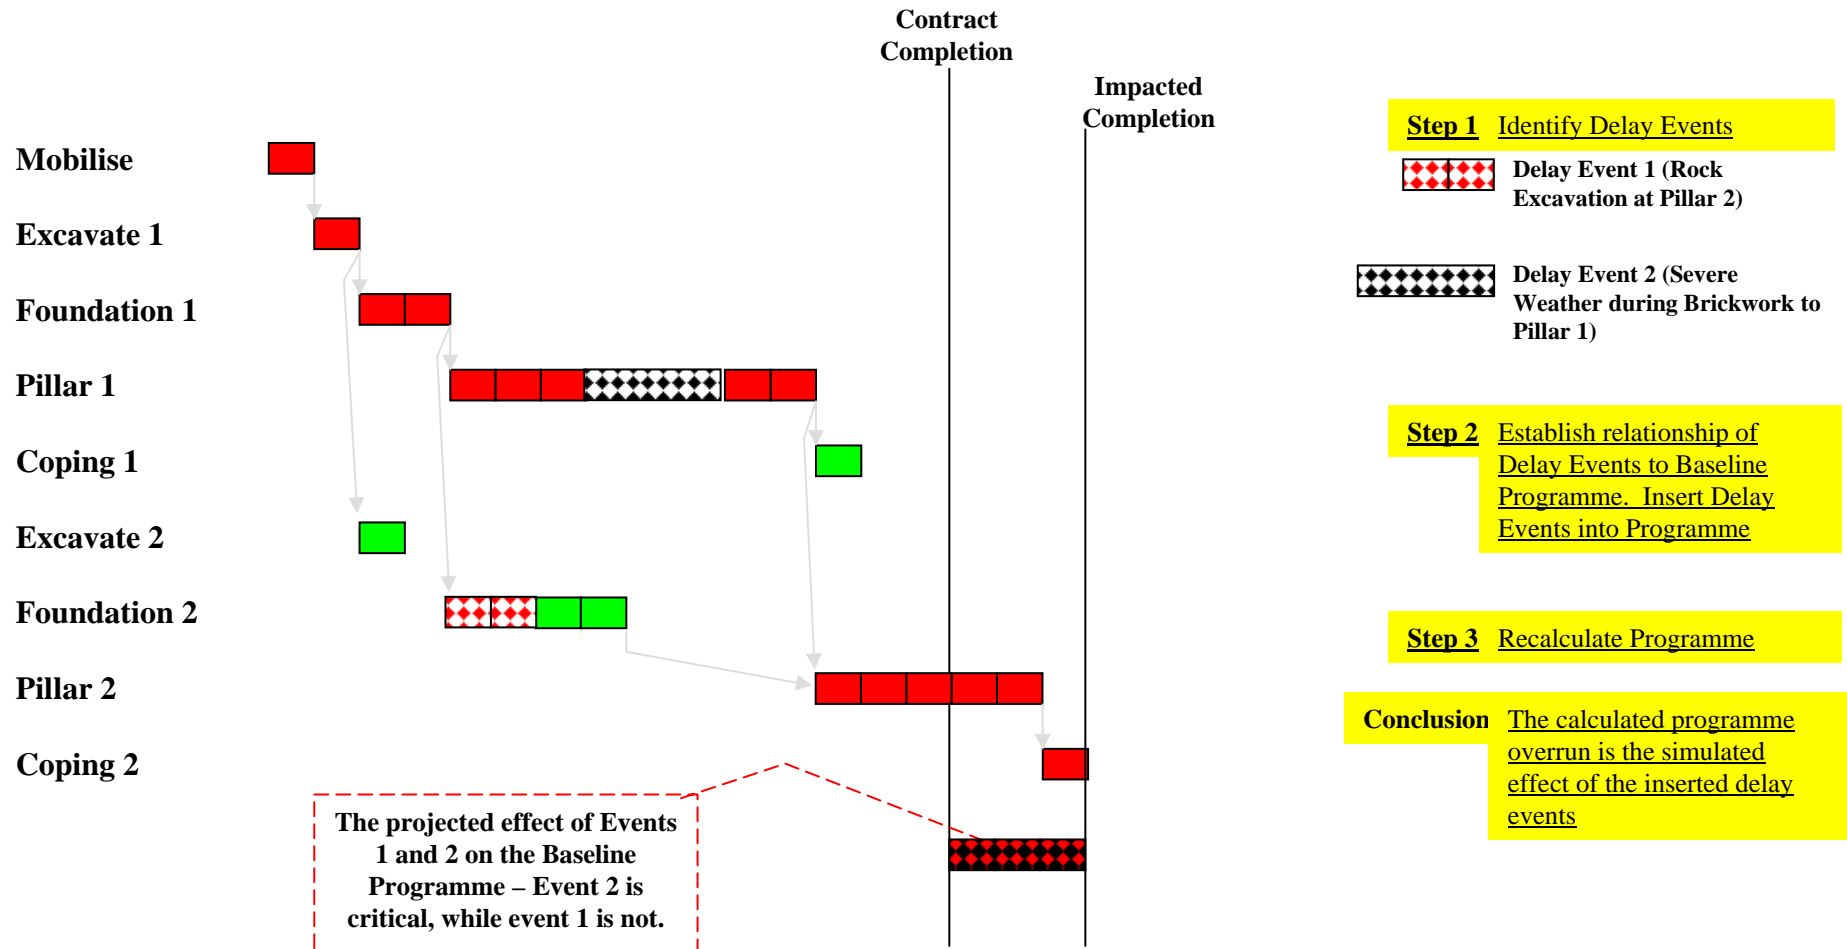 Contract
Completion
Impacted
Completion
Mobilise
Excavate 1
Foundation 1
Pillar 1
Coping 1
Excavate 2
Foundation 2
Pillar 2
Coping 2
The projected effect of Events
1 and 2 on the Baseline
Programme – Event 2 is
critical, while event 1 is not.
Step 1 Identify Delay Events
Delay Event 1 (Rock
Excavation at Pillar 2)
Delay Event 2 (Severe
Weather during Brickwork to
Pillar 1)
Step 2 Establish relationship of
Delay Events to Baseline
Programme. Insert Delay
Events into Programme
Step 3 Recalculate Programme
Conclusion The calculated programme
overrun is the simulated
effect of the inserted delay
events